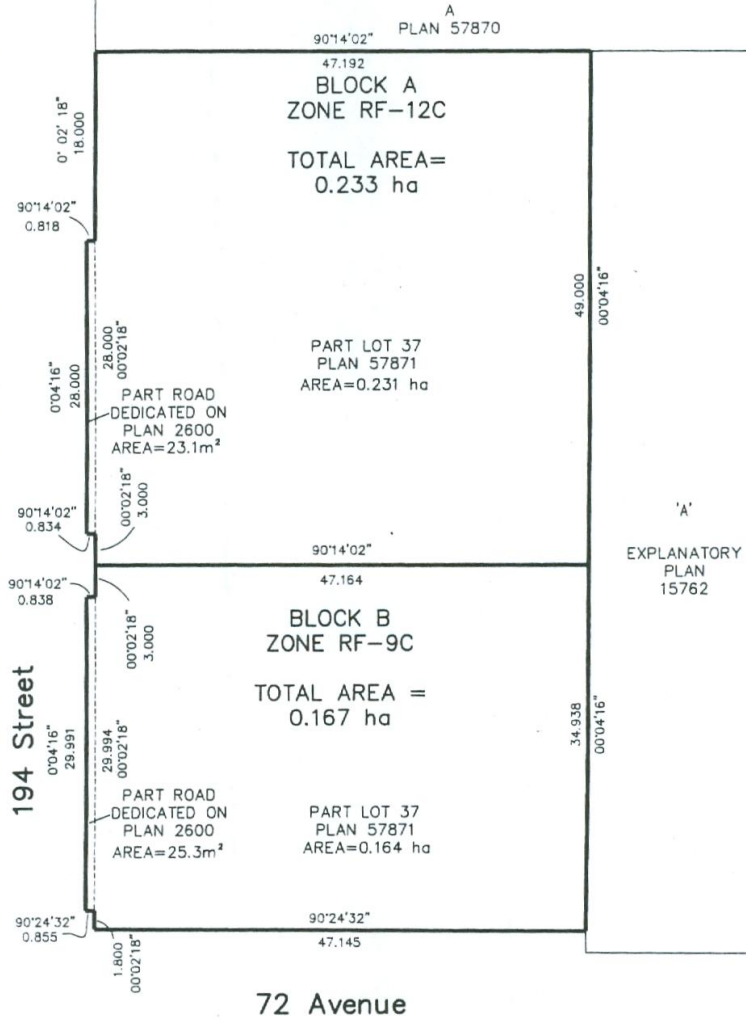 A
PLAN 57870
90°14'02"
47.192
BLOCK A
ZONE RF-12C
TOTAL AREA=
0.233 ha
0° 02' 18"
18.000
90°14'02"
0.818
49.000
00°04'16"
28.000
00°02'18"
0°04'16"
28.000
PART LOT 37
PLAN 57871
AREA=0.231 ha
PART ROAD
DEDICATED ON
PLAN 2600
AREA=23.1m²
00°02'18"
3.000
90°14'02"
0.834
'A'
EXPLANATORY
PLAN
15762
90°14'02"
47.164
90°14'02"
0.838
00°02'18"
3.000
BLOCK B
ZONE RF-9C
TOTAL AREA =
0.167 ha
194 Street
0°04'16"
29.991
29.994
00°02'18"
34.938
00°04'16"
PART ROAD
DEDICATED ON
PLAN 2600
AREA=25.3m²
PART LOT 37
PLAN 57871
AREA=0.164 ha
90°24'32"
0.855
1.800
00°02'18"
90°24'32"
47.145
72 Avenue